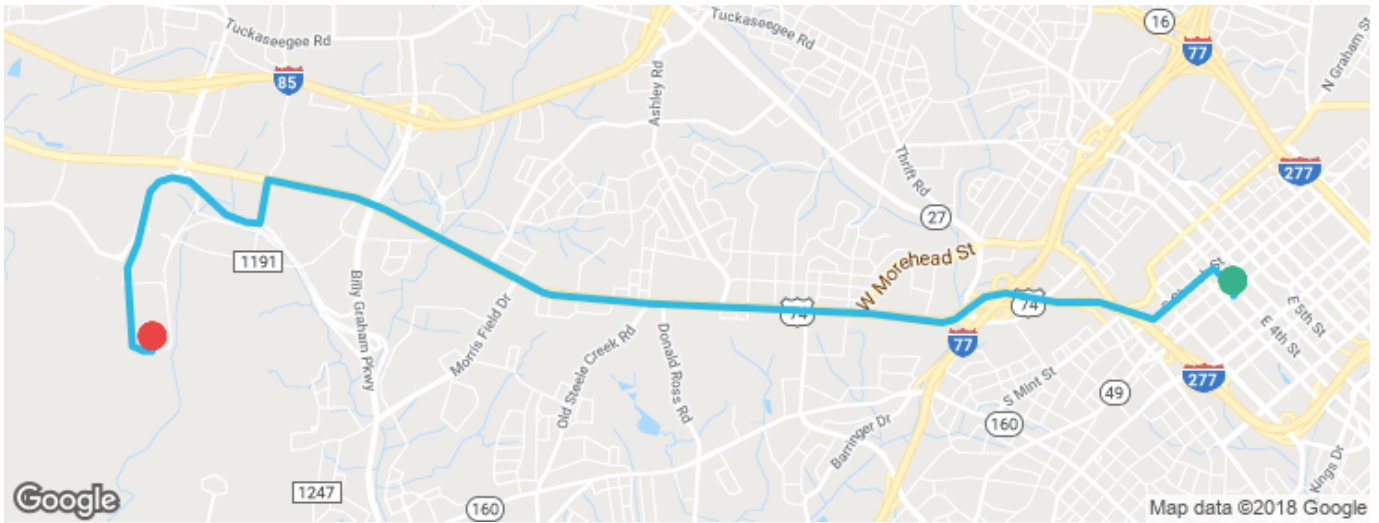 Tuckaseegee Rd
Tuckaseegee Rd
16
77
N Graham St
85
Ashley Rd
Thrift Rd
277
27
W Morehead St
1191
Billy Graham Pkwy
Morris Field Dr
74
74
E 5th St
E 4th St
77
Old Steele Creek Rd
Donald Ross Rd
S Mint St
277
49
160
Barringer Dr
Kings Dr
1247
160
Google
Map data ©2018 Google